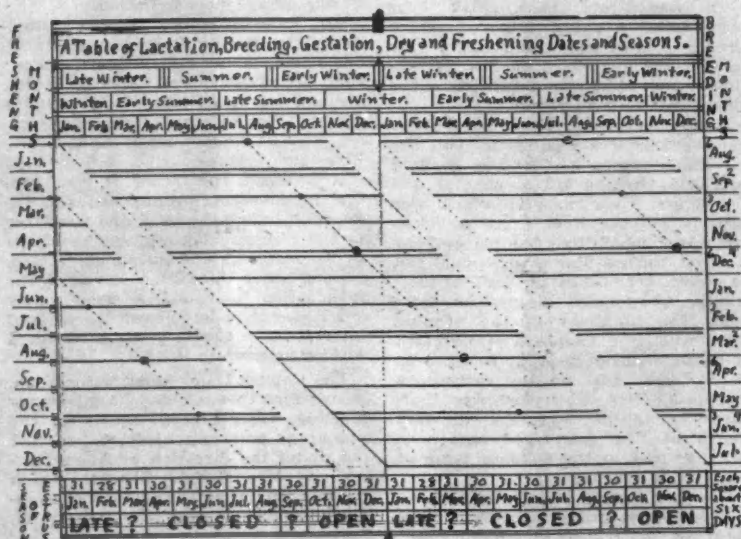 A Table of Lactation, Breeding, Gestation, Dry and Freshening Dates and Seasons.
FRESHENG MONTHS
BREEDING MONTHS
Late Winter. Summer. Early Winter. Late Winter. Summer. Early Winter.
Winter Early Summer. Late Summer. Winter. Early Summer. Late Summer. Winter.
Jan. Feb. Mar. Apr. May Jun. Jul. Aug. Sep. Oct. Nov. Dec. Jan. Feb. Mar. Apr. May Jun. Jul. Aug. Sep. Oct. Nov. Dec.
Jan. Aug.
Feb. Sep. 2
Mar. Oct.
Apr. Nov.
May Dec. 4
Jun. Jan.
Jul. Feb.
Aug. Mar. 2
Sep. Apr.
Oct. May
Nov. Jun. 4
Dec. Jul.
SEASON OF ESTRUS
31 28 31 30 31 30 31 31 30 31 30 31 31 28 31 30 31 30 31 31 30 31 30 31
Jan. Feb. Mar. Apr. May Jun. Jul. Aug. Sep. Oct. Nov. Dec. Jan. Feb. Mar. Apr. May Jun. Jul. Aug. Sep. Oct. Nov. Dec.
LATE ? CLOSED ? OPEN LATE ? CLOSED ? OPEN
Each
Space
about
SIX
DAYS